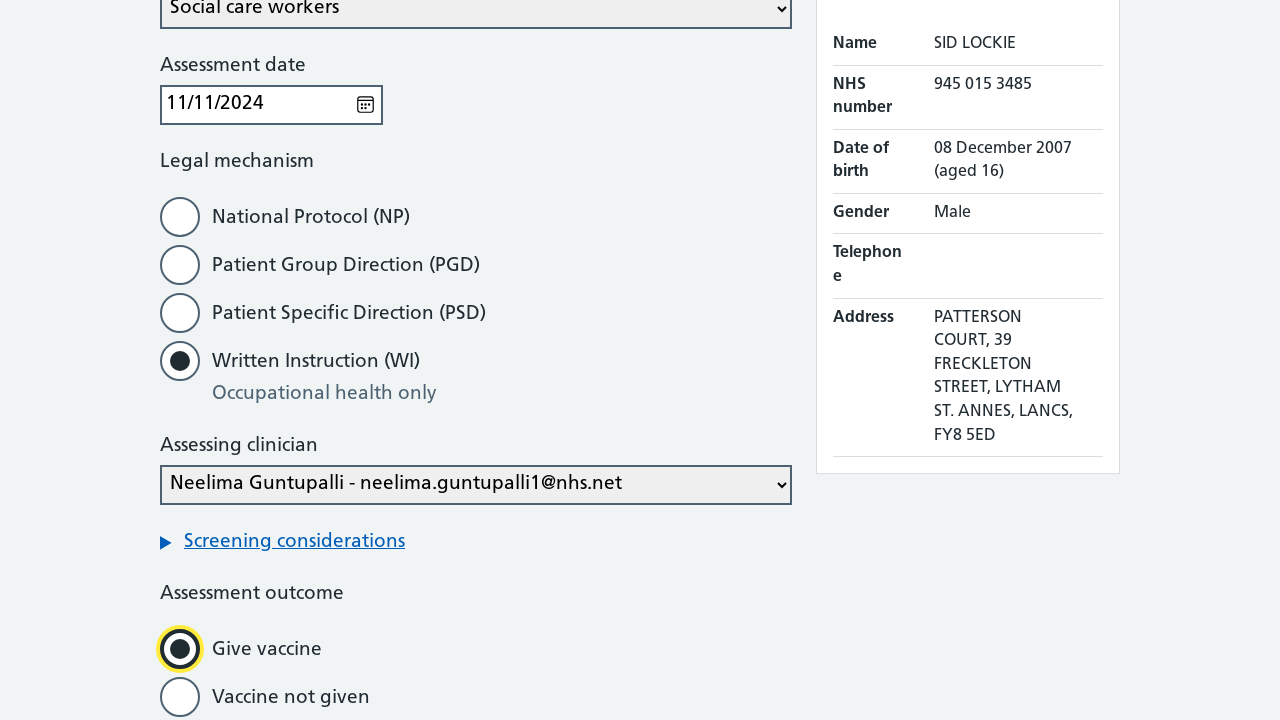 Social care workers
Assessment date
11/11/2024
Legal mechanism
National Protocol (NP)
Patient Group Direction (PGD)
Patient Specific Direction (PSD)
Written Instruction (WI)
Occupational health only
Assessing clinician
Neelima Guntupalli - neelima.guntupalli1@nhs.net
Screening considerations
Assessment outcome
Give vaccine
Vaccine not given
Name SID LOCKIE
NHS number 945 015 3485
Date of birth 08 December 2007 (aged 16)
Gender Male
Telephone
Address PATTERSON
COURT, 39
FRECKLETON
STREET, LYTHAM
ST. ANNES, LANCS,
FY8 5ED